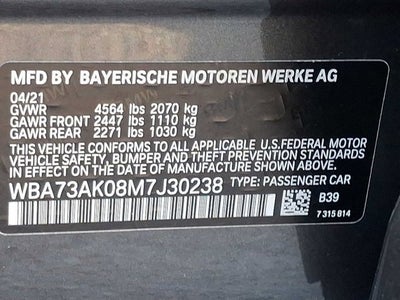 MFD BY BAYERISCHE MOTOREN WERKE AG
04/21
GVWR 4564 lbs 2070 kg
GAWR FRONT 2447 lbs 1110 kg
GAWR REAR 2271 lbs 1030 kg
THIS VEHICLE CONFORMS TO ALL APPLICABLE U.S.FEDERAL MOTOR
VEHICLE SAFETY, BUMPER AND THEFT PREVENTION STANDARDS
IN EFFECT ON THE DATE OF MANUFACTURE SHOWN ABOVE.
WBA73AK08M7J30238 TYPE: PASSENGER CAR
B39
7 315 814